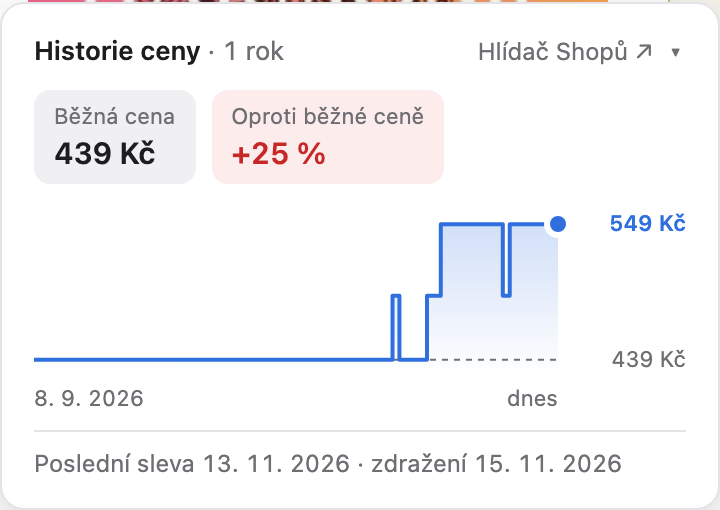 Historie ceny · 1 rok
Hlídač Shopů ↗ ▾
Běžná cena
439 Kč
Oproti běžné ceně
+25 %
549 Kč
439 Kč
8. 9. 2026
dnes
Poslední sleva 13. 11. 2026 · zdražení 15. 11. 2026